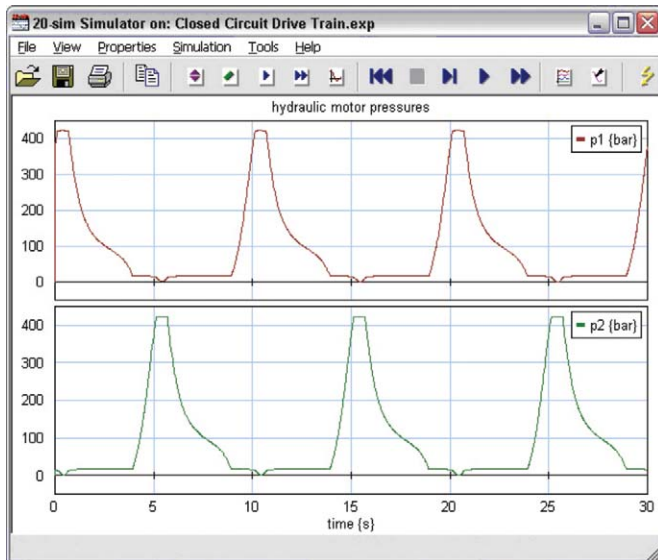 20-sim Simulator on: Closed Circuit Drive Train.exp
File View Properties Simulation Tools Help
hydraulic motor pressures
400
300
200
100
0
p1 {bar}
400
300
200
100
0
p2 {bar}
0 5 10 15 20 25 30
time {s}